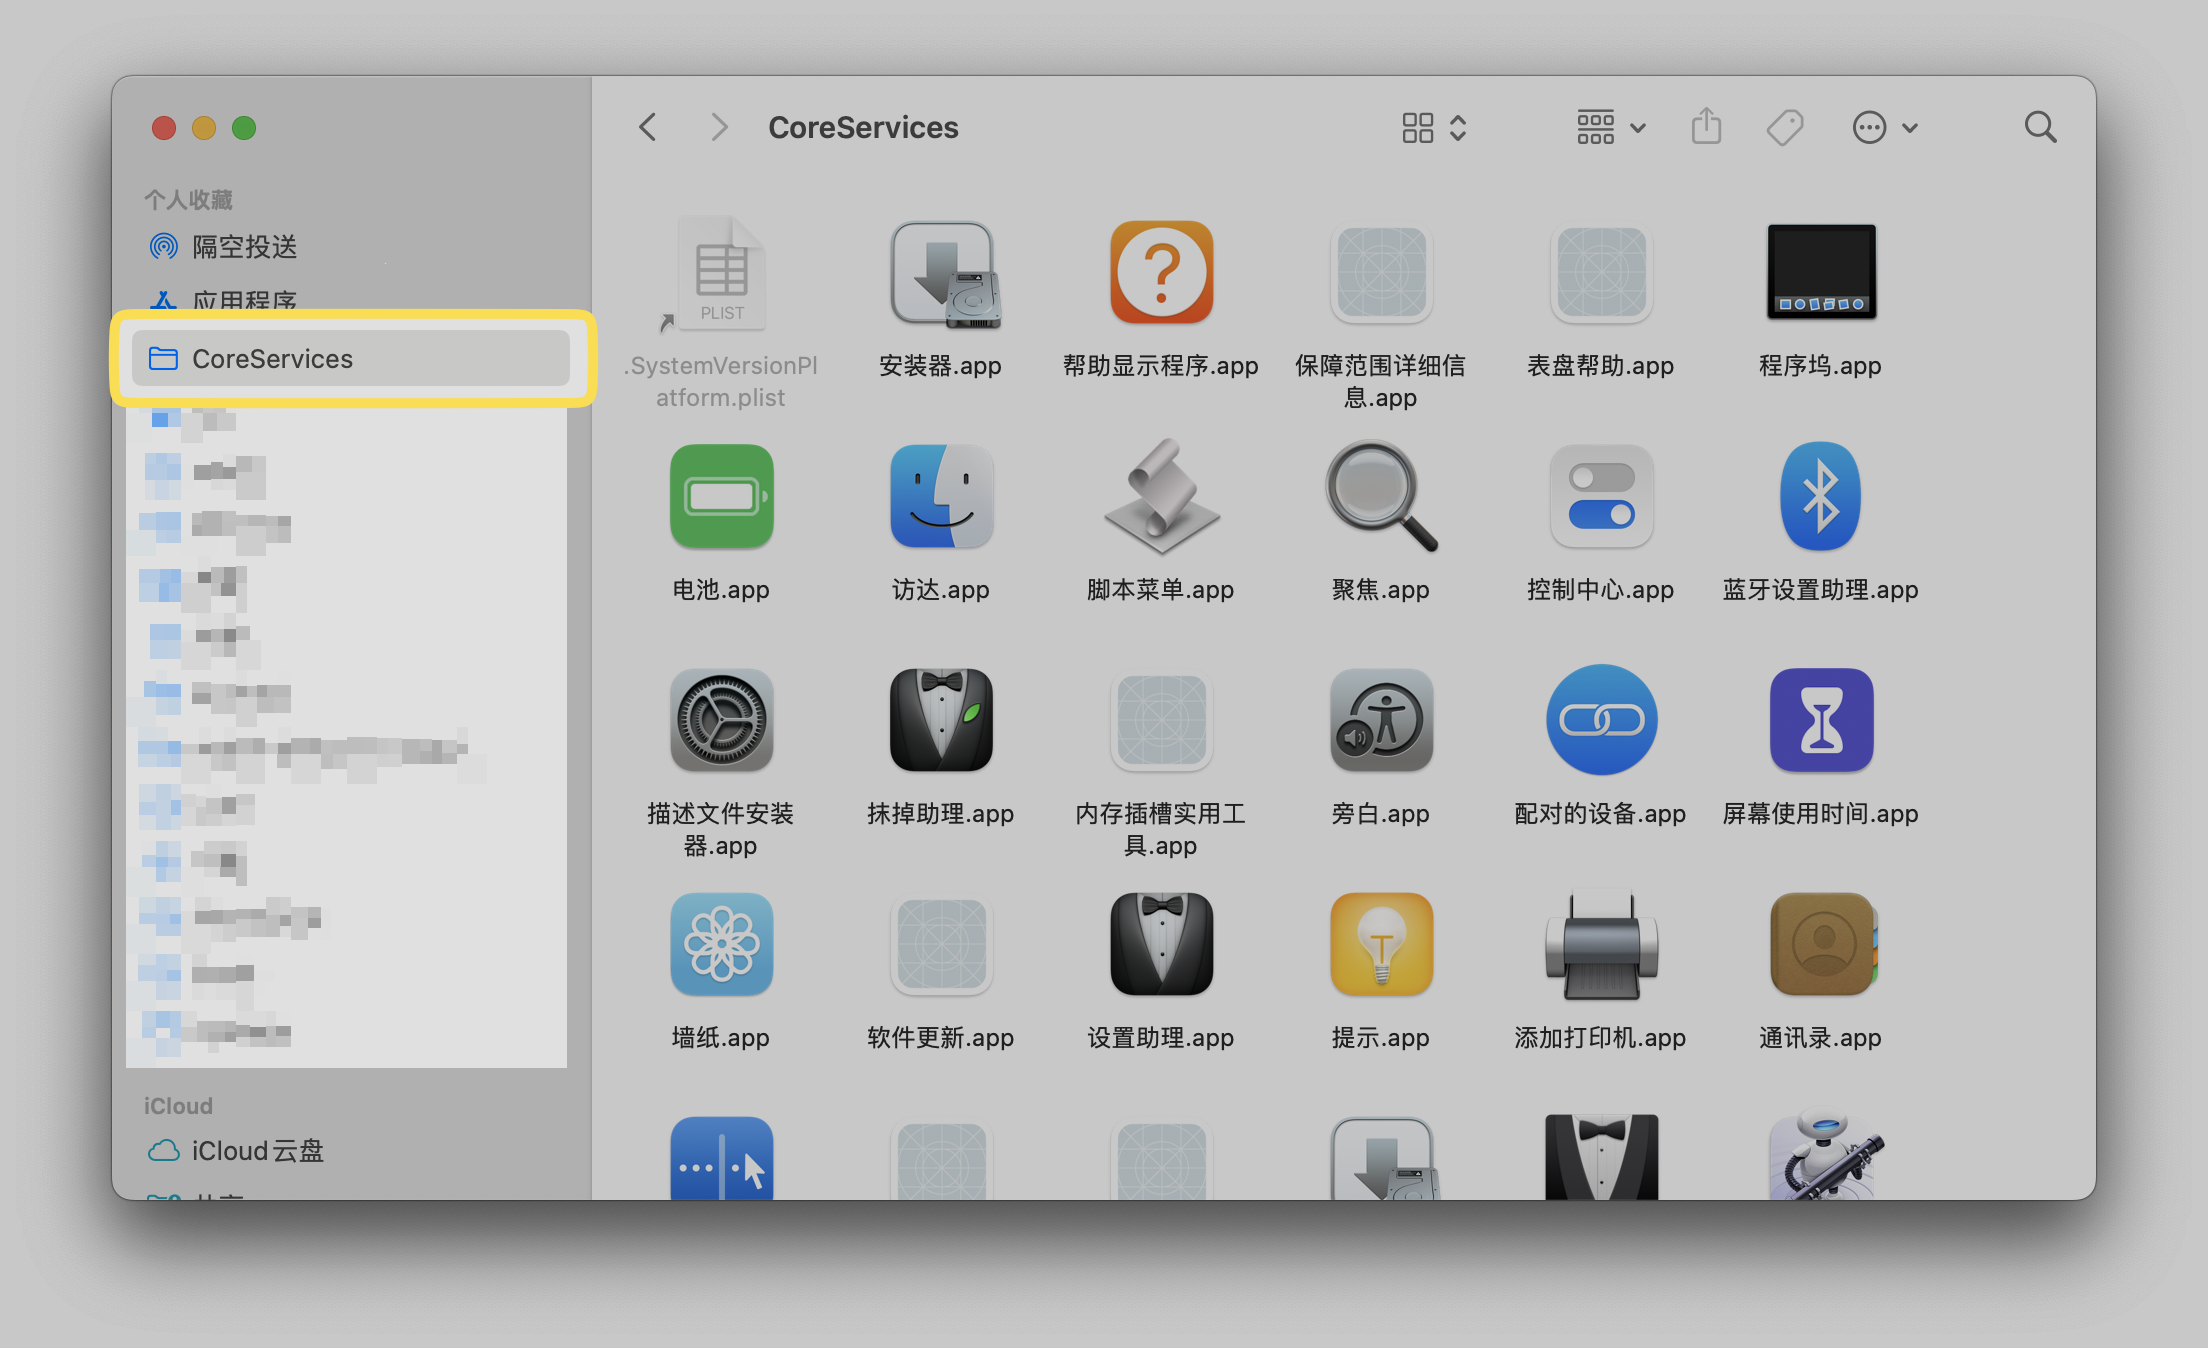 CoreServices
个人收藏
隔空投送
应用程序
CoreServices
iCloud
iCloud云盘
PLIST
.SystemVersionPl
atform.plist
安装器.app
帮助显示程序.app
保障范围详细信
息.app
表盘帮助.app
程序坞.app
电池.app
访达.app
脚本菜单.app
聚焦.app
控制中心.app
蓝牙设置助理.app
描述文件安装
器.app
抹掉助理.app
内存插槽实用工
具.app
旁白.app
配对的设备.app
屏幕使用时间.app
墙纸.app
软件更新.app
设置助理.app
提示.app
添加打印机.app
通讯录.app